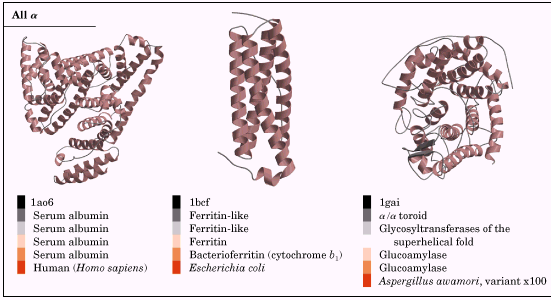 All α
1ao6
Serum albumin
Serum albumin
Serum albumin
Serum albumin
Human (Homo sapiens)
1bcf
Ferritin-like
Ferritin-like
Ferritin
Bacterioferritin (cytochrome b₁)
Escherichia coli
1gai
α/α toroid
Glycosyltransferases of the
superhelical fold
Glucoamylase
Glucoamylase
Aspergillus awamori, variant x100